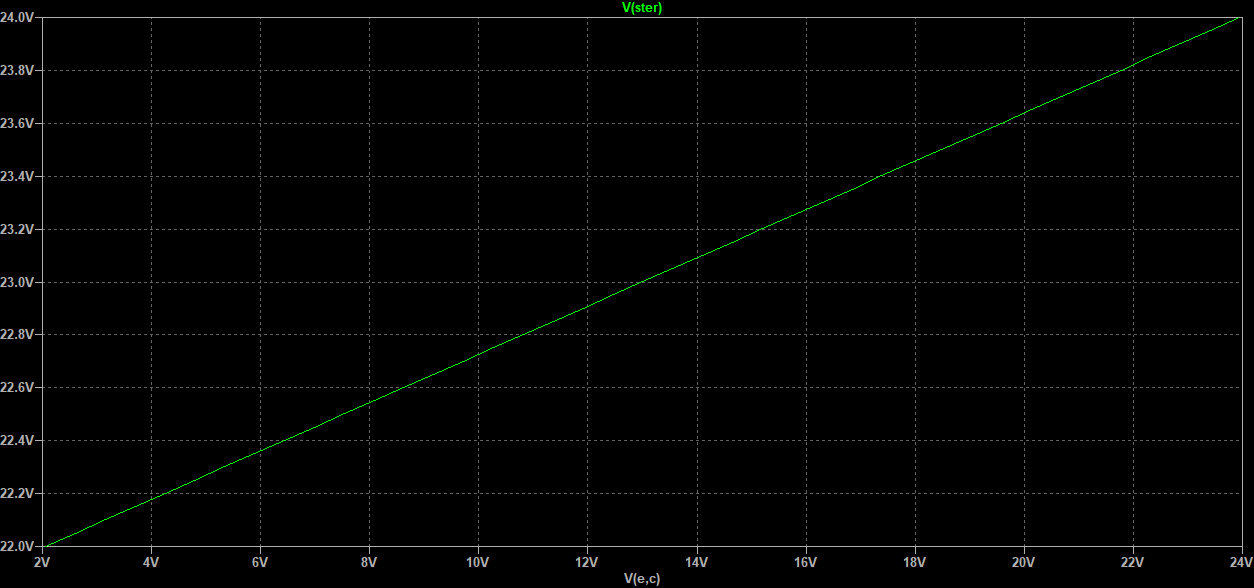 V(ster)
24.0V
23.8V
23.6V
23.4V
23.2V
23.0V
22.8V
22.6V
22.4V
22.2V
22.0V
2V 4V 6V 8V 10V 12V 14V 16V 18V 20V 22V 24V
V(e,c)